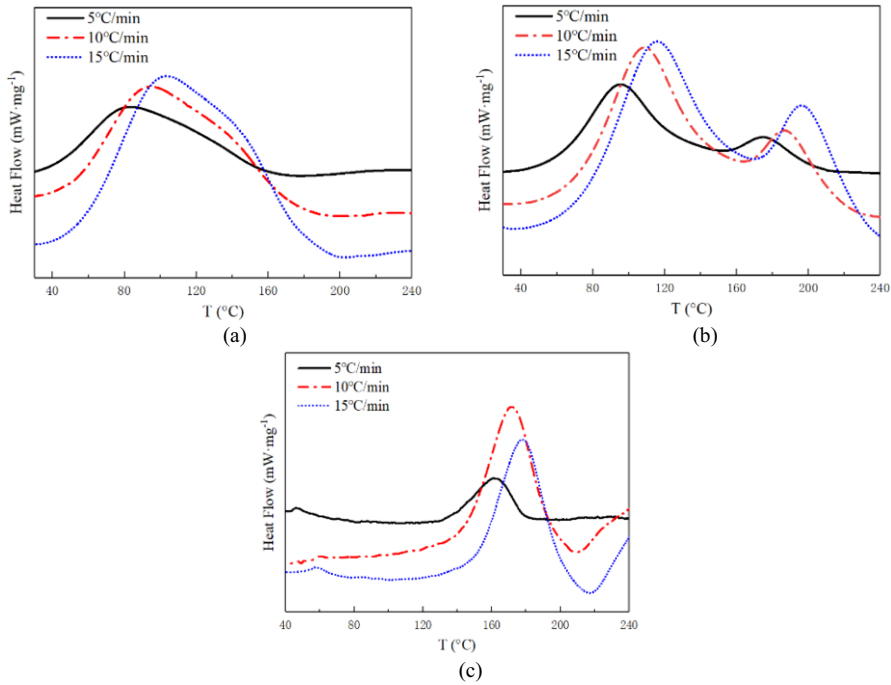 5℃/min
10℃/min
15℃/min
Heat Flow (mW·mg⁻¹)
40 80 120 160 200 240
T (°C)
(a)
5℃/min
10℃/min
15℃/min
Heat Flow (mW·mg⁻¹)
40 80 120 160 200 240
T (°C)
(b)
5℃/min
10℃/min
15℃/min
Heat Flow (mW·mg⁻¹)
40 80 120 160 200 240
T (°C)
(c)